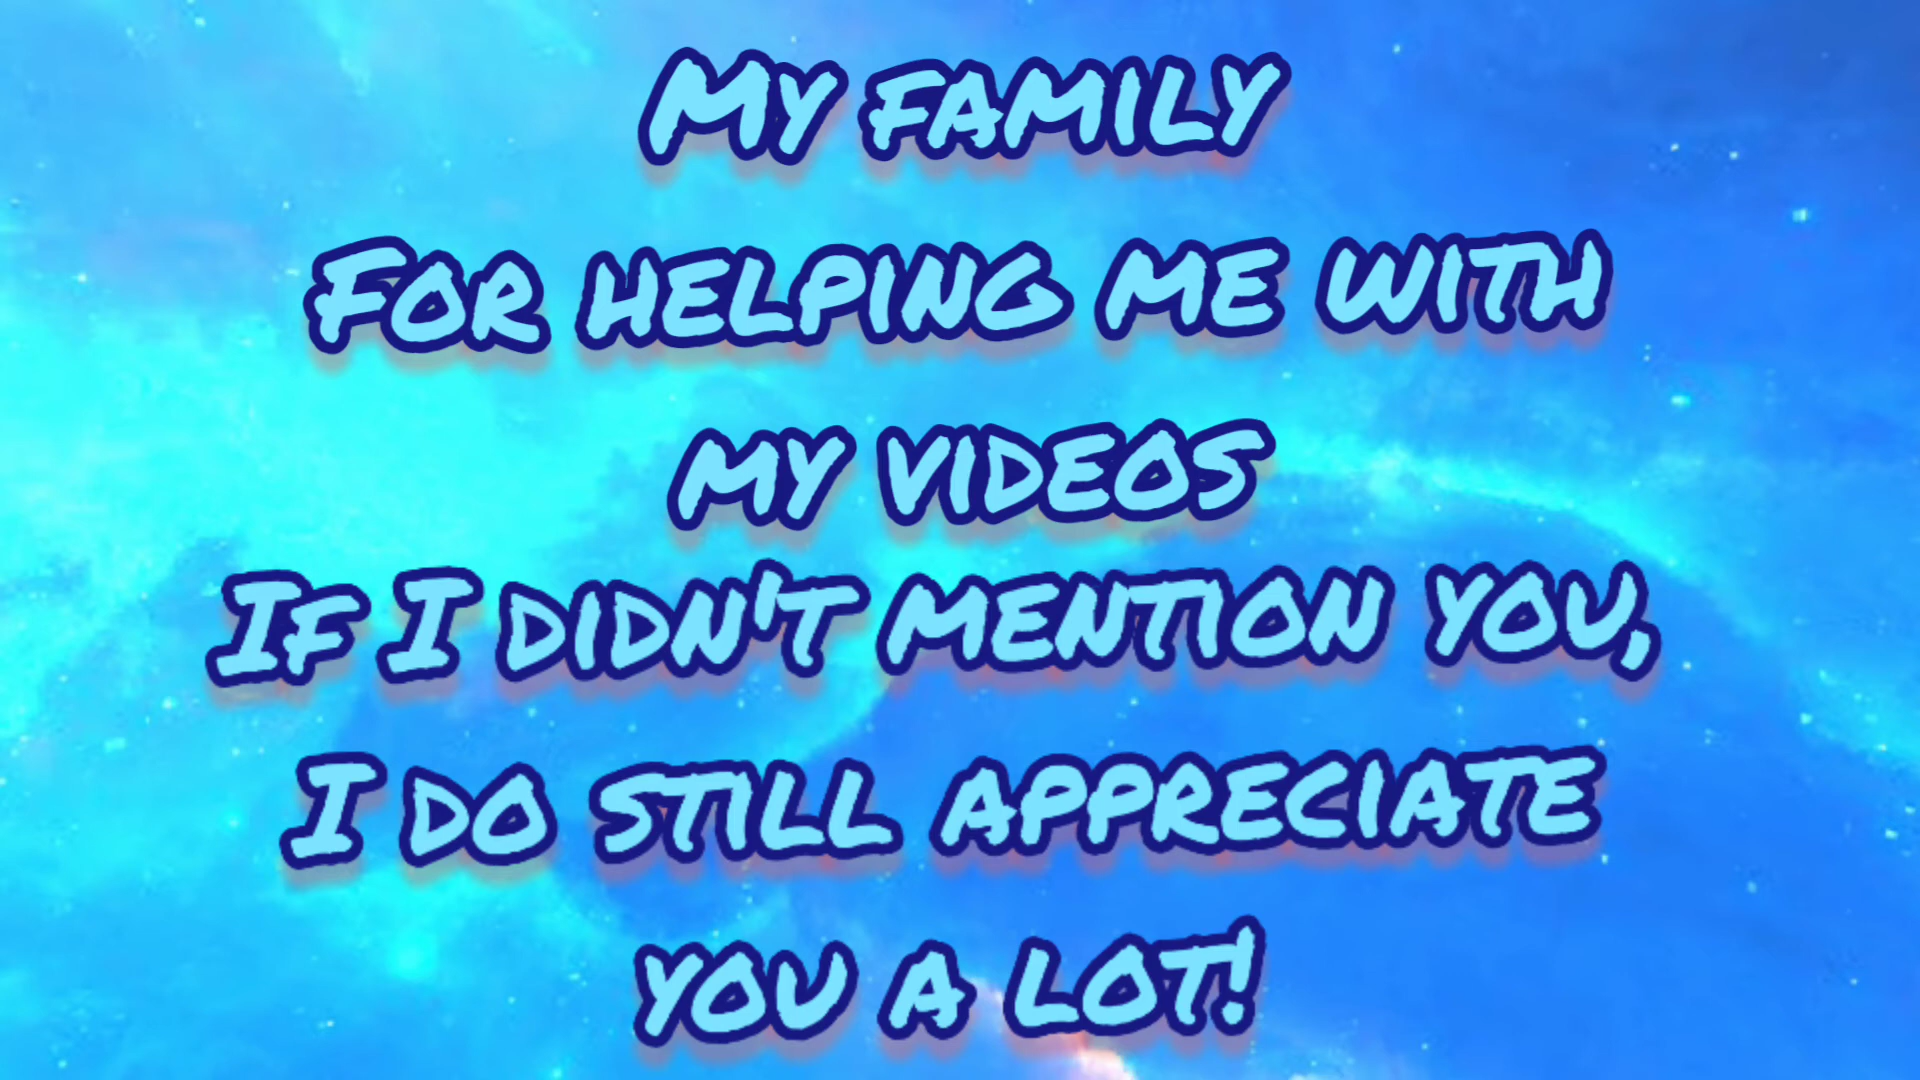 My family
For helping me with
my videos
If I didn't mention you,
I do still appreciate
you a lot!